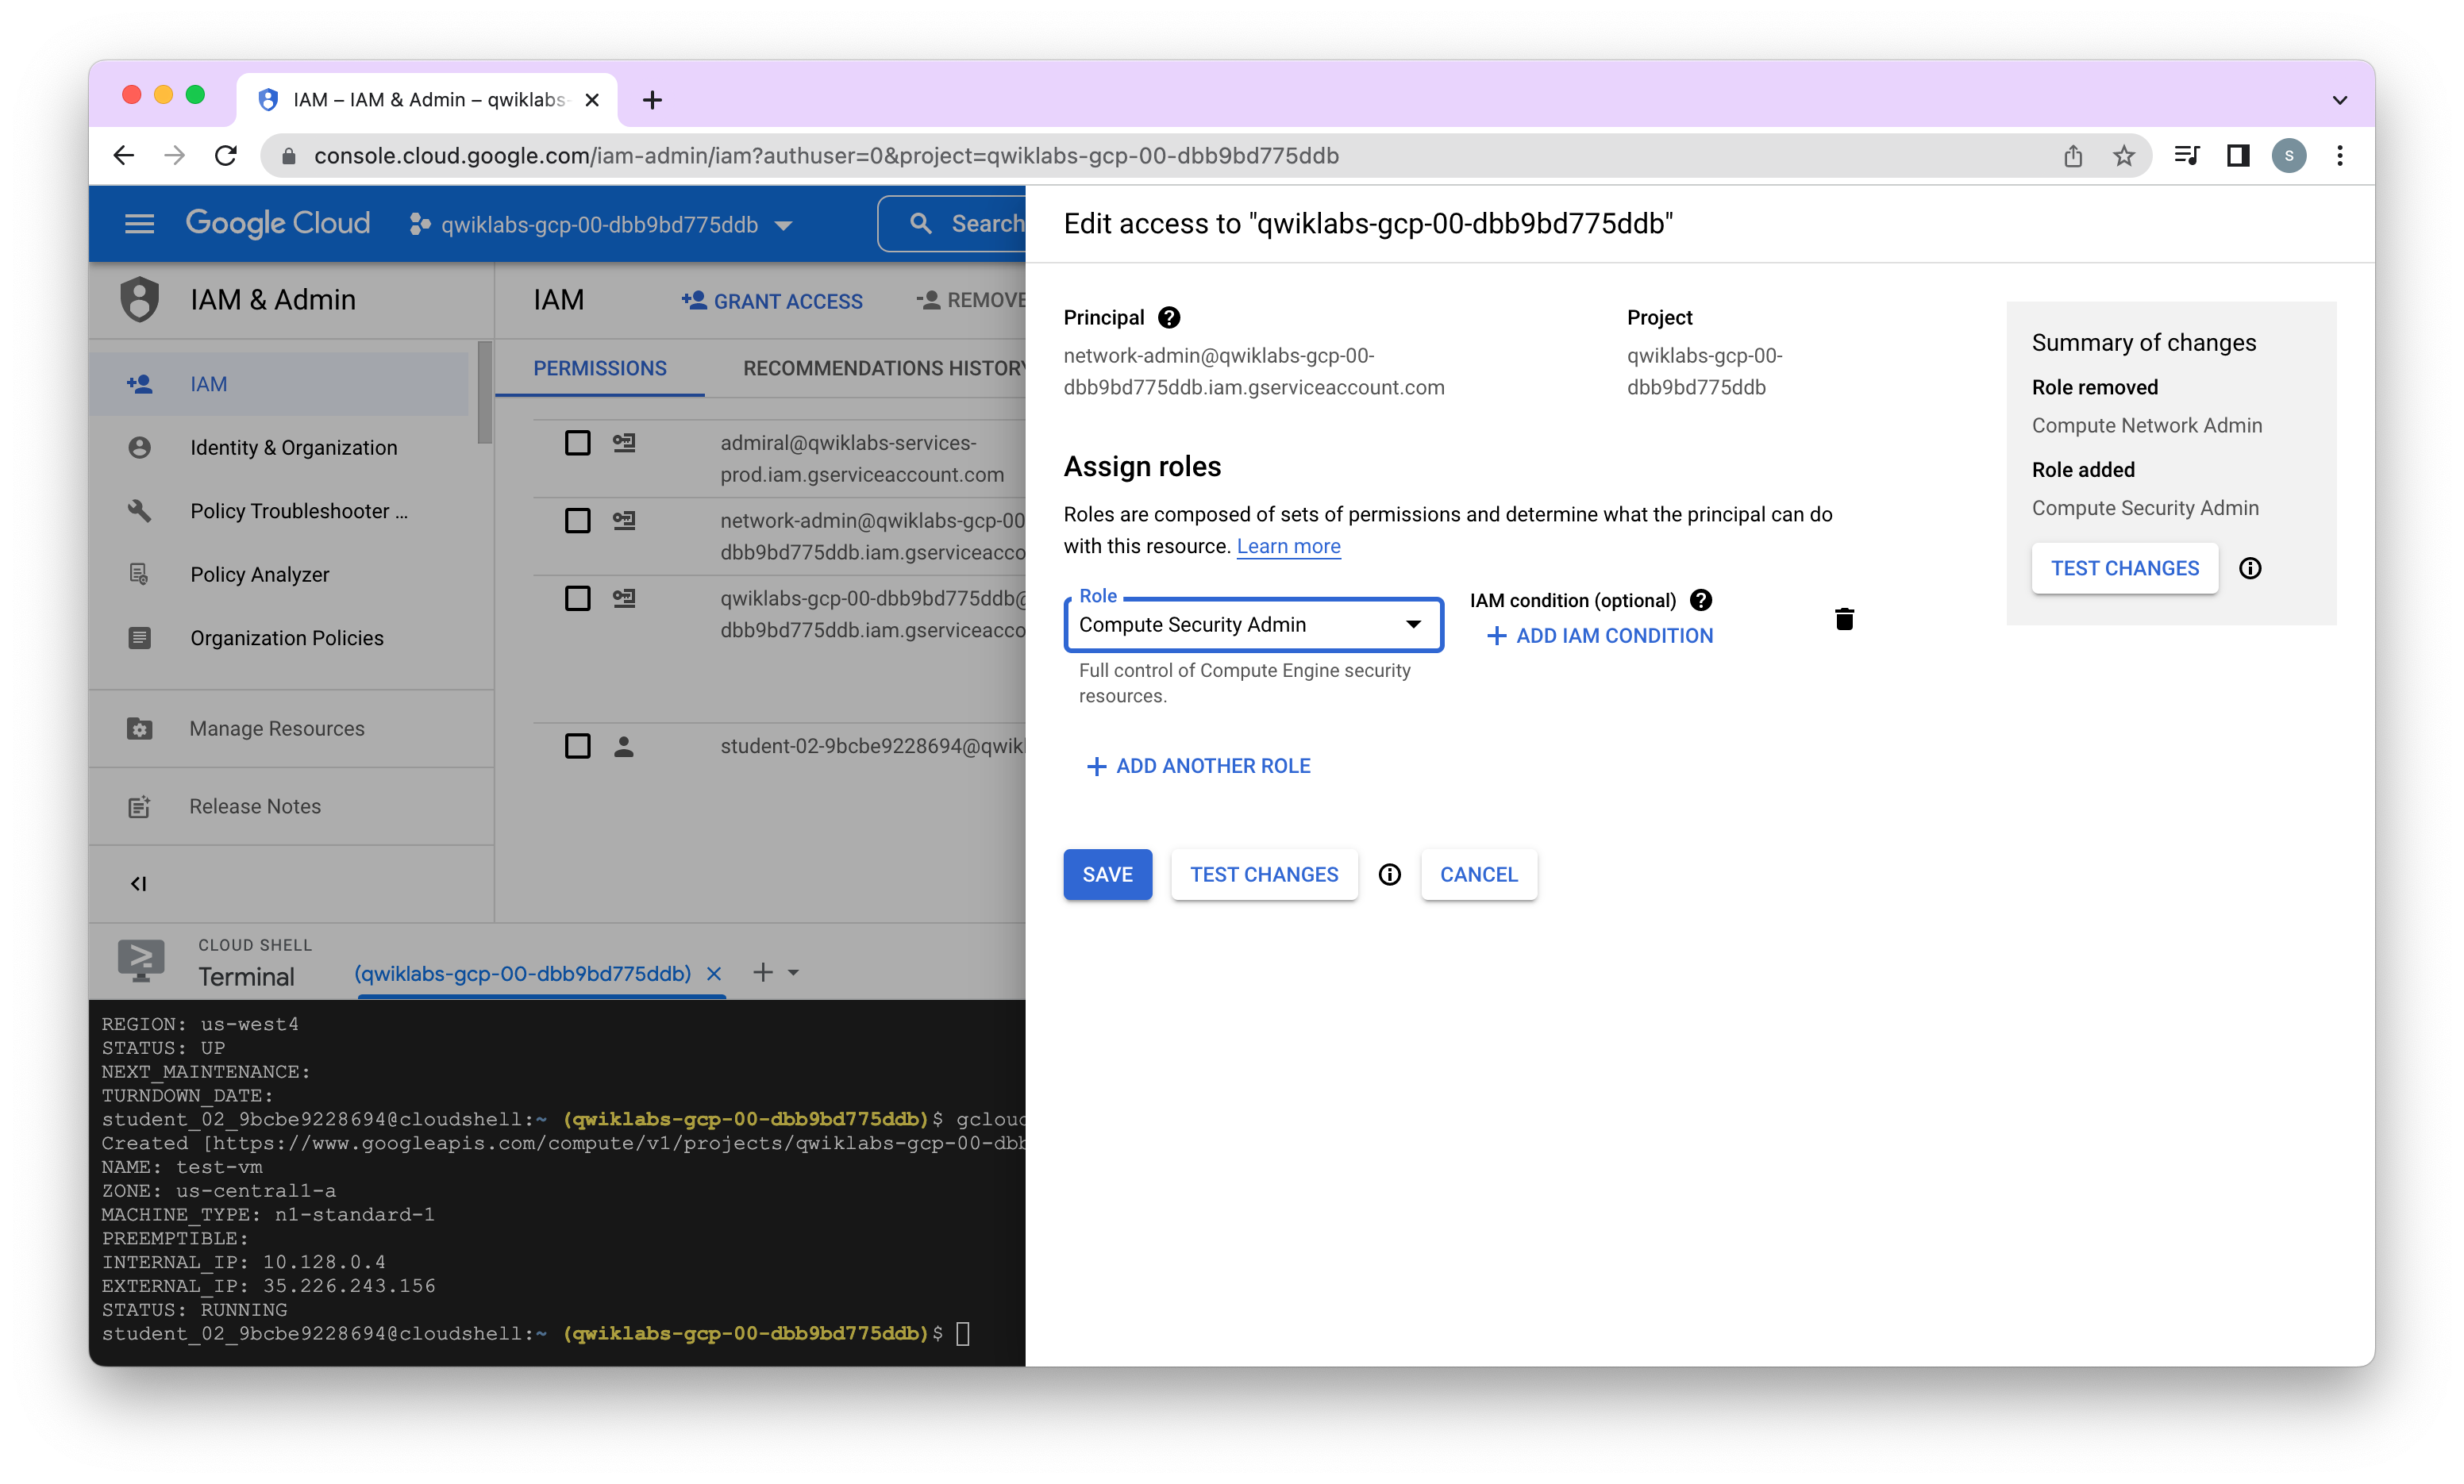 IAM – IAM & Admin – qwiklabs-
console.cloud.google.com/iam-admin/iam?authuser=0&project=qwiklabs-gcp-00-dbb9bd775ddb
S
Google Cloud
qwiklabs-gcp-00-dbb9bd775ddb
Search
IAM & Admin
IAM
Identity & Organization
Policy Troubleshooter ...
Policy Analyzer
Organization Policies
Manage Resources
Release Notes
IAM
GRANT ACCESS
REMOVE
PERMISSIONS
RECOMMENDATIONS HISTORY
admiral@qwiklabs-services-
prod.iam.gserviceaccount.com
network-admin@qwiklabs-gcp-00
dbb9bd775ddb.iam.gserviceacco
qwiklabs-gcp-00-dbb9bd775ddb@
dbb9bd775ddb.iam.gserviceacco
student-02-9bcbe9228694@qwikl
Edit access to "qwiklabs-gcp-00-dbb9bd775ddb"
Principal
network-admin@qwiklabs-gcp-00-
dbb9bd775ddb.iam.gserviceaccount.com
Project
qwiklabs-gcp-00-
dbb9bd775ddb
Assign roles
Roles are composed of sets of permissions and determine what the principal can do
with this resource. Learn more
Role
Compute Security Admin
Full control of Compute Engine security
resources.
IAM condition (optional)
ADD IAM CONDITION
ADD ANOTHER ROLE
SAVE
TEST CHANGES
CANCEL
Summary of changes
Role removed
Compute Network Admin
Role added
Compute Security Admin
TEST CHANGES
CLOUD SHELL
Terminal
(qwiklabs-gcp-00-dbb9bd775ddb)
REGION: us-west4
STATUS: UP
NEXT_MAINTENANCE:
TURNDOWN_DATE:
student_02_9bcbe9228694@cloudshell:~ (qwiklabs-gcp-00-dbb9bd775ddb)$ gcloud
Created [https://www.googleapis.com/compute/v1/projects/qwiklabs-gcp-00-dbb
NAME: test-vm
ZONE: us-central1-a
MACHINE_TYPE: n1-standard-1
PREEMPTIBLE:
INTERNAL_IP: 10.128.0.4
EXTERNAL_IP: 35.226.243.156
STATUS: RUNNING
student_02_9bcbe9228694@cloudshell:~ (qwiklabs-gcp-00-dbb9bd775ddb)$